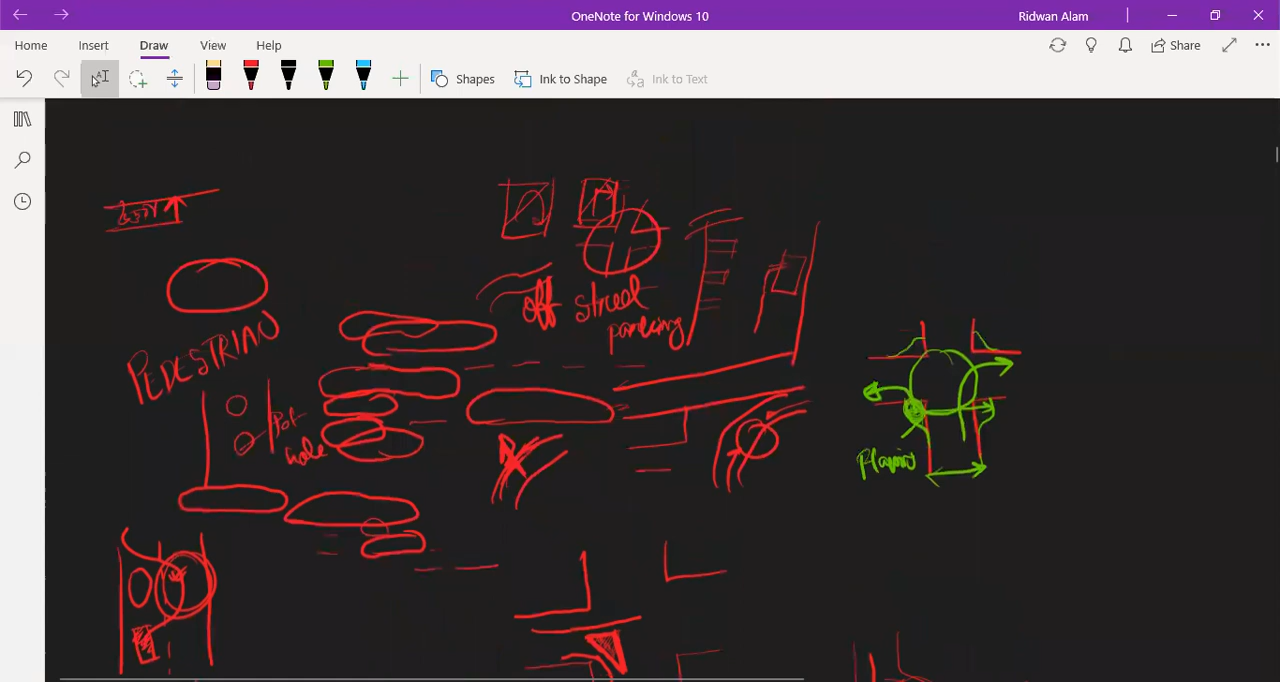 OneNote for Windows 10
Ridwan Alam
Home
Insert
Draw
View
Help
Share
Shapes
Ink to Shape
Ink to Text
off street
parking
PEDESTRIAN
Pot
hole